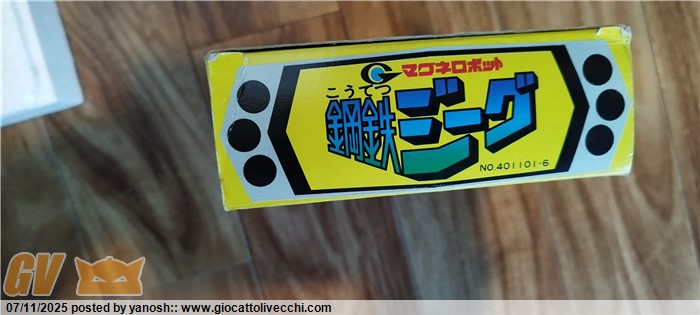 マグネロボット
こうてつ
鋼鉄ジーグ
NO.401101-6
GV
07/11/2025 posted by yanosh:: www.giocattolivecchi.com